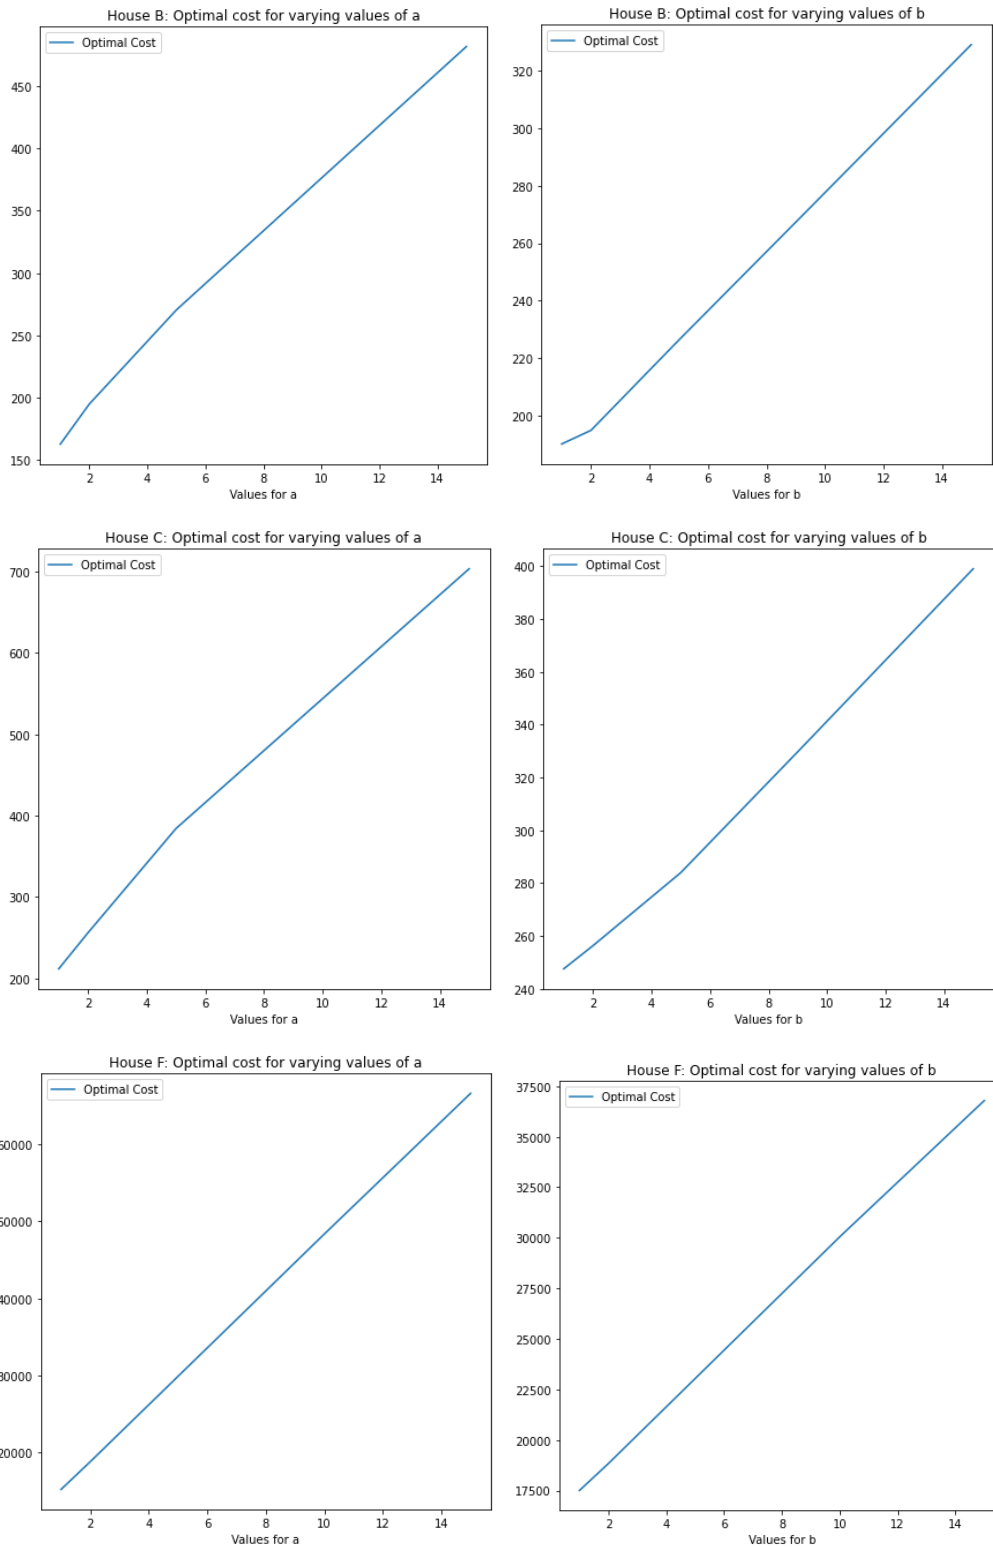 House B: Optimal cost for varying values of a
Optimal Cost
450
400
350
300
250
200
150
2 4 6 8 10 12 14
Values for a
House B: Optimal cost for varying values of b
Optimal Cost
320
300
280
260
240
220
200
2 4 6 8 10 12 14
Values for b
House C: Optimal cost for varying values of a
Optimal Cost
700
600
500
400
300
200
2 4 6 8 10 12 14
Values for a
House C: Optimal cost for varying values of b
Optimal Cost
400
380
360
340
320
300
280
260
240
2 4 6 8 10 12 14
Values for b
House F: Optimal cost for varying values of a
Optimal Cost
60000
50000
40000
30000
20000
2 4 6 8 10 12 14
Values for a
House F: Optimal cost for varying values of b
Optimal Cost
37500
35000
32500
30000
27500
25000
22500
20000
17500
2 4 6 8 10 12 14
Values for b